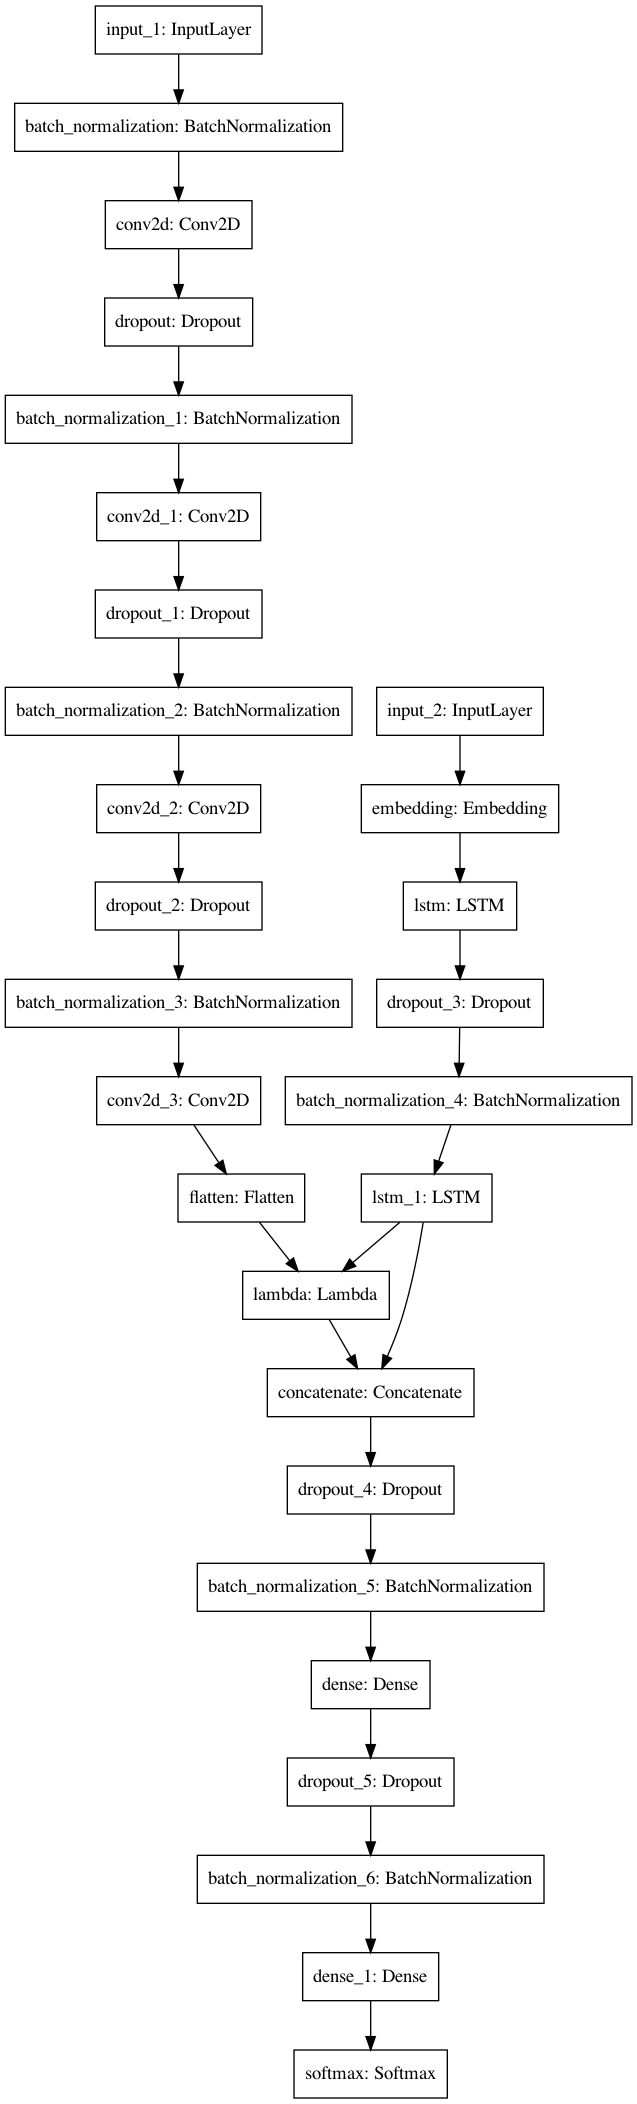 input_1: InputLayer
batch_normalization: BatchNormalization
conv2d: Conv2D
dropout: Dropout
batch_normalization_1: BatchNormalization
conv2d_1: Conv2D
dropout_1: Dropout
batch_normalization_2: BatchNormalization
input_2: InputLayer
conv2d_2: Conv2D
embedding: Embedding
dropout_2: Dropout
lstm: LSTM
batch_normalization_3: BatchNormalization
dropout_3: Dropout
conv2d_3: Conv2D
batch_normalization_4: BatchNormalization
flatten: Flatten
lstm_1: LSTM
lambda: Lambda
concatenate: Concatenate
dropout_4: Dropout
batch_normalization_5: BatchNormalization
dense: Dense
dropout_5: Dropout
batch_normalization_6: BatchNormalization
dense_1: Dense
softmax: Softmax